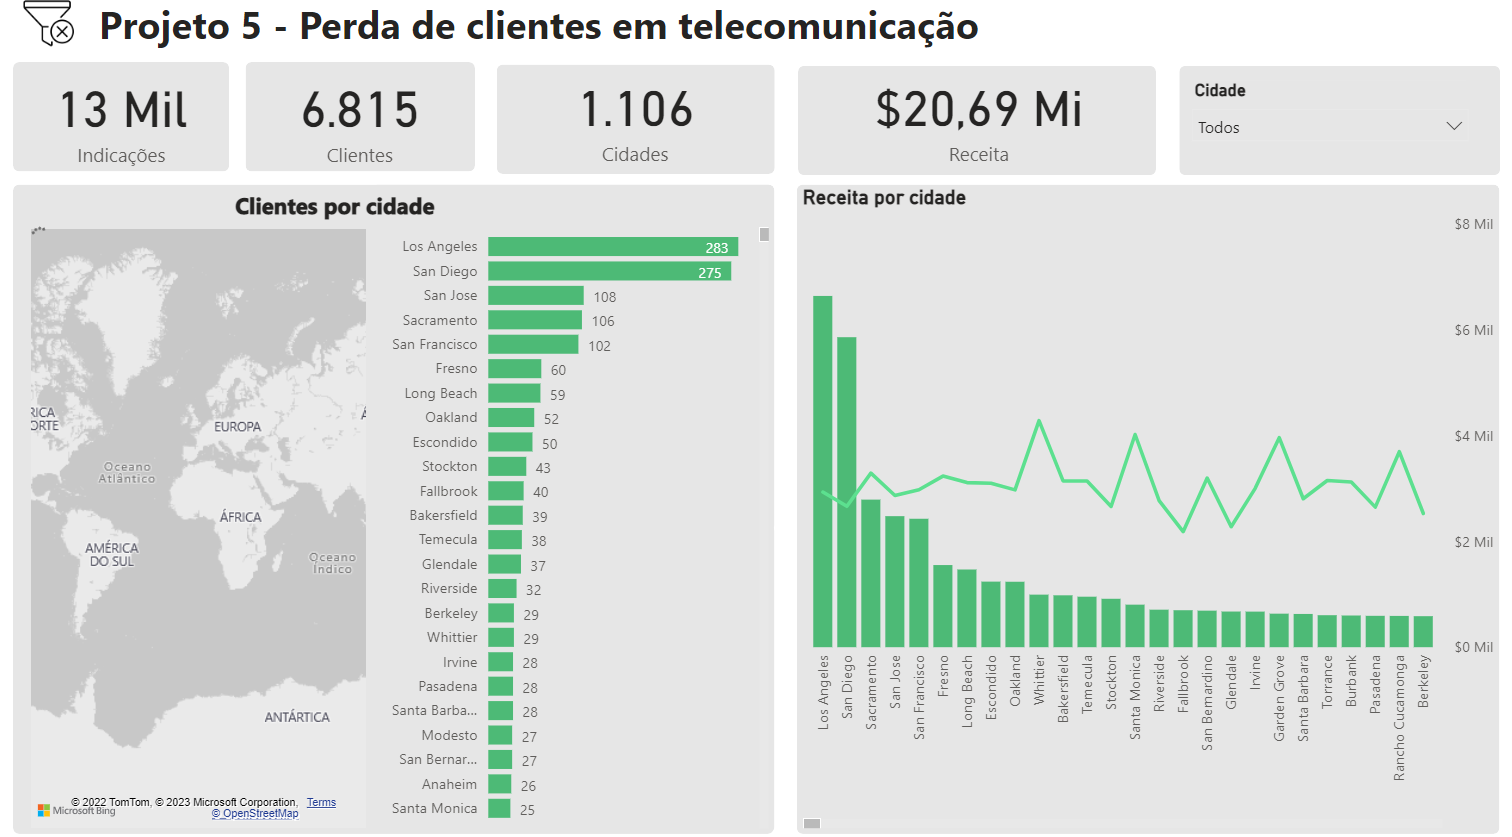 Projeto 5 - Perda de clientes em telecomunicação
13 Mil
Indicações
6.815
Clientes
1.106
Cidades
$20,69 Mi
Receita
Cidade
Todos
Clientes por cidade
RICA
ORTE
EUROPA
Oceano
Atlântico
ÁFRICA
AMÉRICA
DO SUL
Oceano
Índico
ANTÁRTICA
© 2022 TomTom, © 2023 Microsoft Corporation, Terms
© OpenStreetMap
Microsoft Bing
Los Angeles 283
San Diego 275
San Jose 108
Sacramento 106
San Francisco 102
Fresno 60
Long Beach 59
Oakland 52
Escondido 50
Stockton 43
Fallbrook 40
Bakersfield 39
Temecula 38
Glendale 37
Riverside 32
Berkeley 29
Whittier 29
Irvine 28
Pasadena 28
Santa Barba... 28
Modesto 27
San Bernar... 27
Anaheim 26
Santa Monica 25
Receita por cidade
$8 Mil
$6 Mil
$4 Mil
$2 Mil
$0 Mil
Los Angeles
San Diego
Sacramento
San Jose
San Francisco
Fresno
Long Beach
Escondido
Oakland
Whittier
Bakersfield
Temecula
Stockton
Santa Monica
Riverside
Fallbrook
San Bernardino
Glendale
Irvine
Garden Grove
Santa Barbara
Torrance
Burbank
Pasadena
Rancho Cucamonga
Berkeley